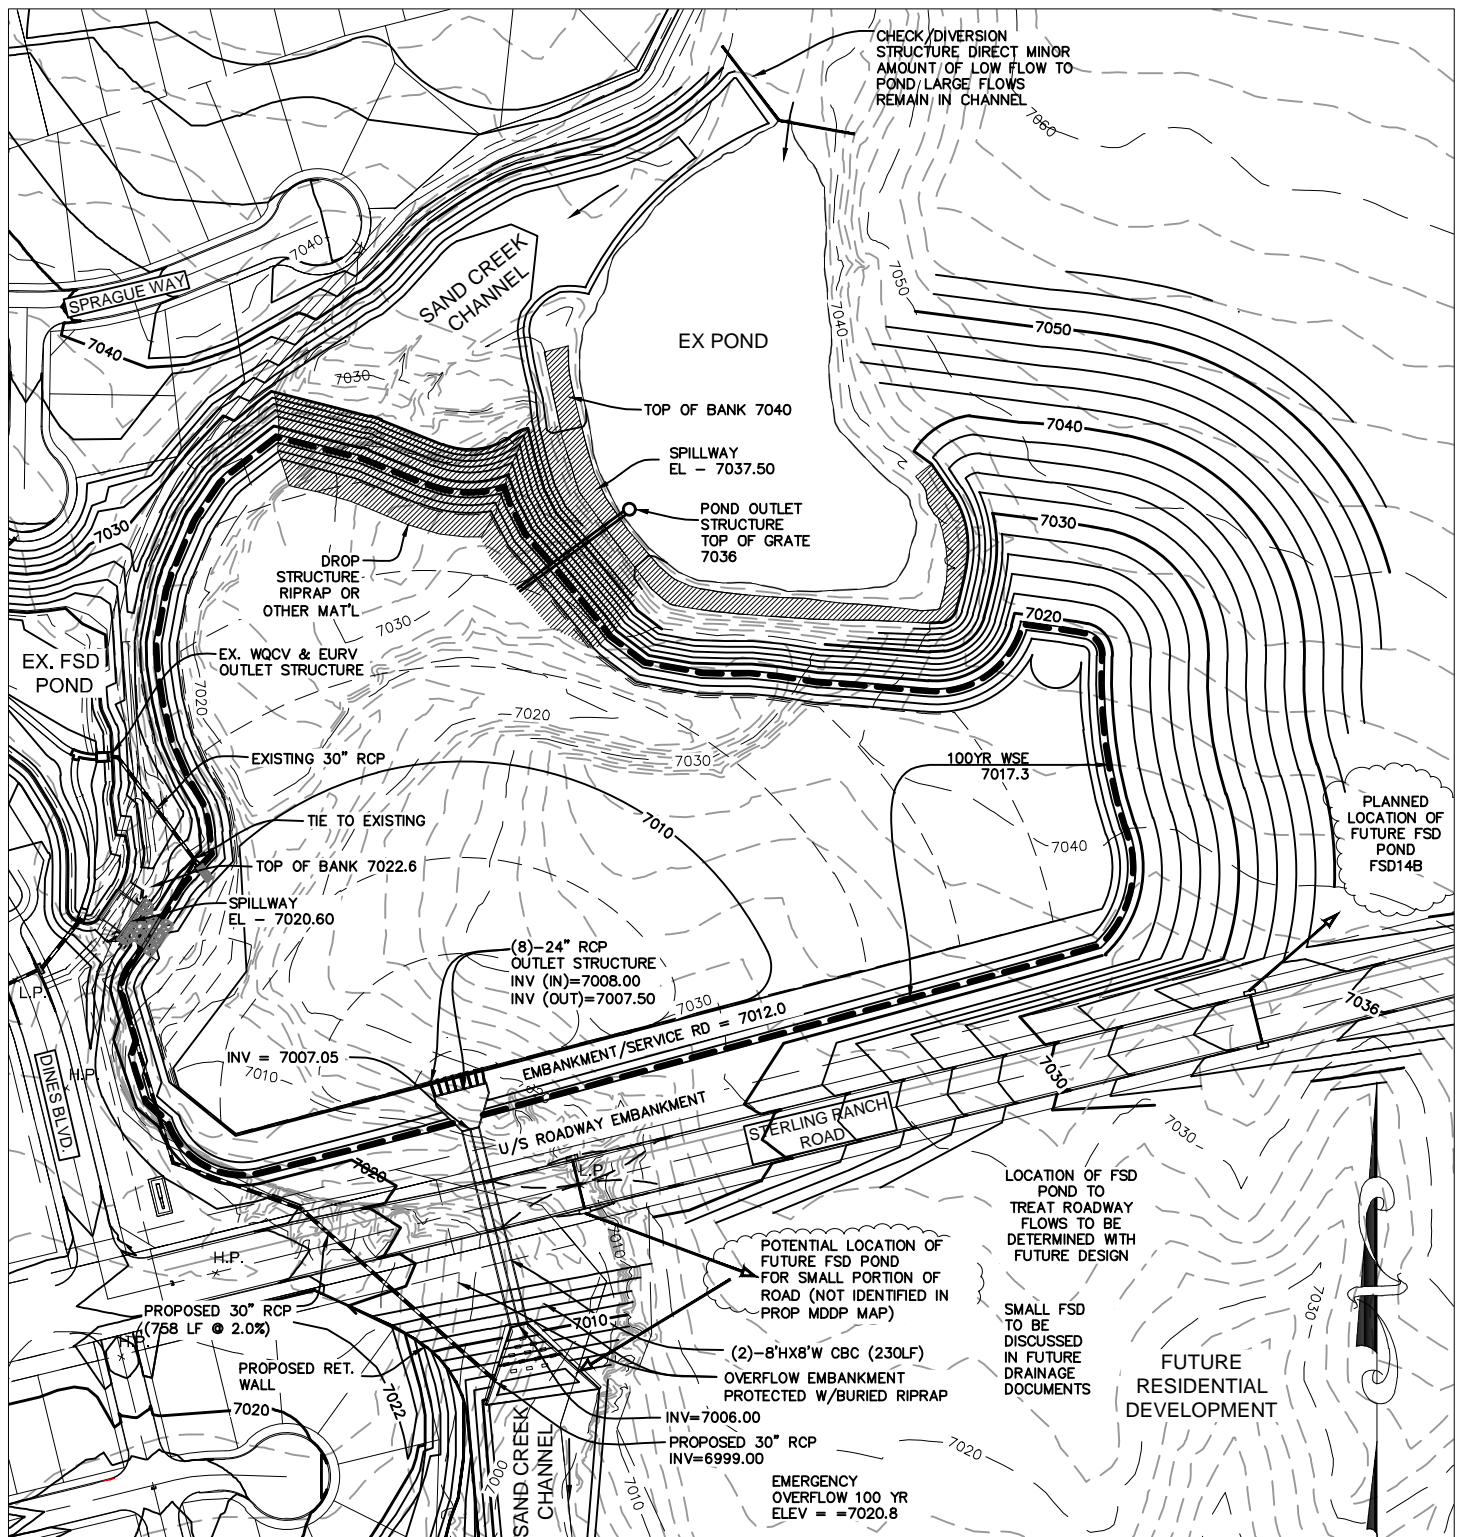 CHECK/DIVERSION
STRUCTURE DIRECT MINOR
AMOUNT OF LOW FLOW TO
POND LARGE FLOWS
REMAIN IN CHANNEL
7060
7040
SPRAGUE WAY
SAND CREEK
CHANNEL
7050
7040
7050
7040
EX POND
7030
TOP OF BANK 7040
7040
SPILLWAY
EL - 7037.50
POND OUTLET
STRUCTURE
TOP OF GRATE
7036
7030
7030
DROP
STRUCTURE
RIPRAP OR
OTHER MAT'L
7030
7020
EX. FSD
POND
EX. WQCV & EURV
OUTLET STRUCTURE
7020
7020
EXISTING 30" RCP
7030
100YR WSE
7017.3
PLANNED
LOCATION OF
FUTURE FSD
POND
FSD14B
TIE TO EXISTING
7010
7040
TOP OF BANK 7022.6
SPILLWAY
EL - 7020.60
(8)-24" RCP
OUTLET STRUCTURE
INV (IN)=7008.00
INV (OUT)=7007.50
L.P.
7030
7036
EMBANKMENT/SERVICE RD = 7012.0
INV = 7007.05
7010
H.P.
DINES BLVD.
7030
U/S ROADWAY EMBANKMENT
STERLING RANCH
ROAD
7030
7020
L.P.
LOCATION OF FSD
POND TO
TREAT ROADWAY
FLOWS TO BE
DETERMINED WITH
FUTURE DESIGN
7010
H.P.
POTENTIAL LOCATION OF
FUTURE FSD POND
FOR SMALL PORTION OF
ROAD (NOT IDENTIFIED IN
PROP MDDP MAP)
PROPOSED 30" RCP
(758 LF @ 2.0%)
H.P.
7010
7030
SMALL FSD
TO BE
DISCUSSED
IN FUTURE
DRAINAGE
DOCUMENTS
(2)-8'HX8'W CBC (230LF)
PROPOSED RET.
WALL
OVERFLOW EMBANKMENT
PROTECTED W/BURIED RIPRAP
FUTURE
RESIDENTIAL
DEVELOPMENT
7020
7022
INV=7006.00
PROPOSED 30" RCP
INV=6999.00
7020
7000
SAND CREEK
CHANNEL
7010
EMERGENCY
OVERFLOW 100 YR
ELEV = =7020.8